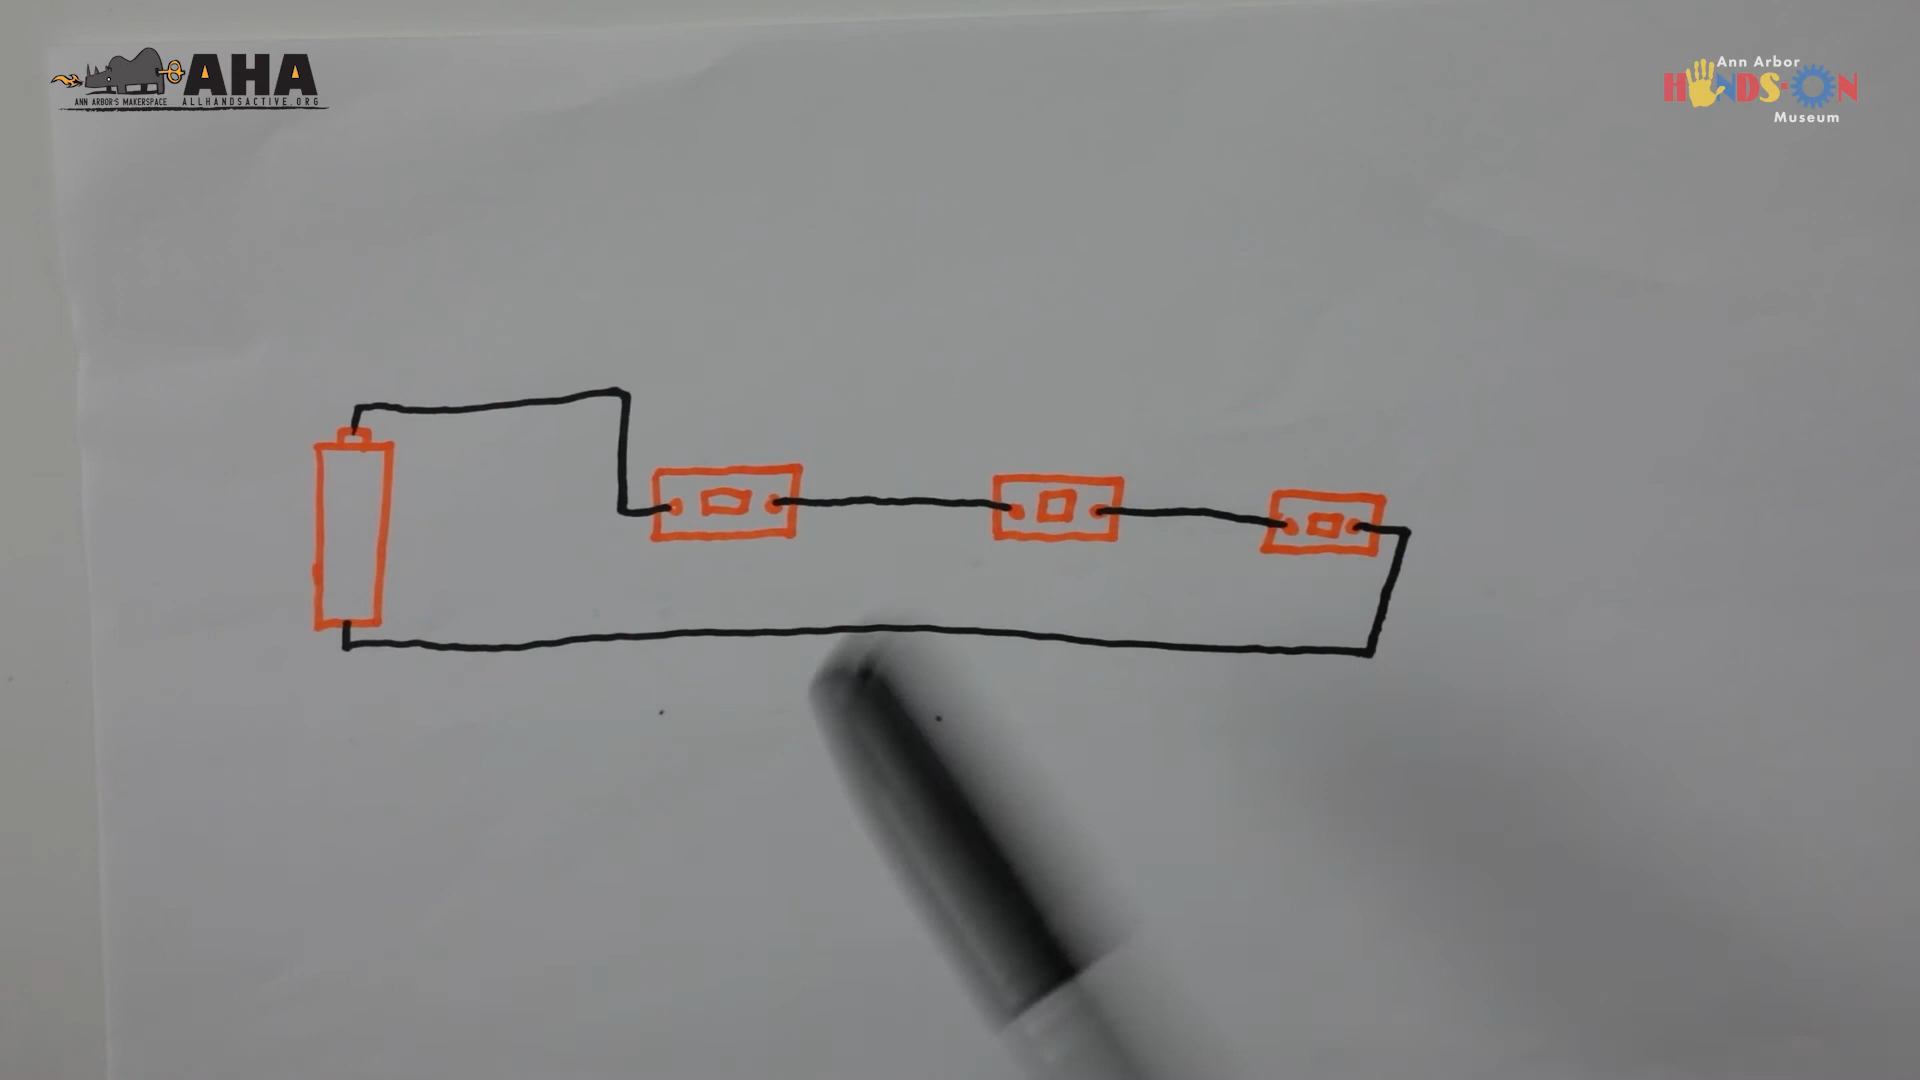 AHA
ANN ARBOR'S MAKERSPACE ALLHANDSACTIVE.ORG
Ann Arbor
HANDS-ON
Museum